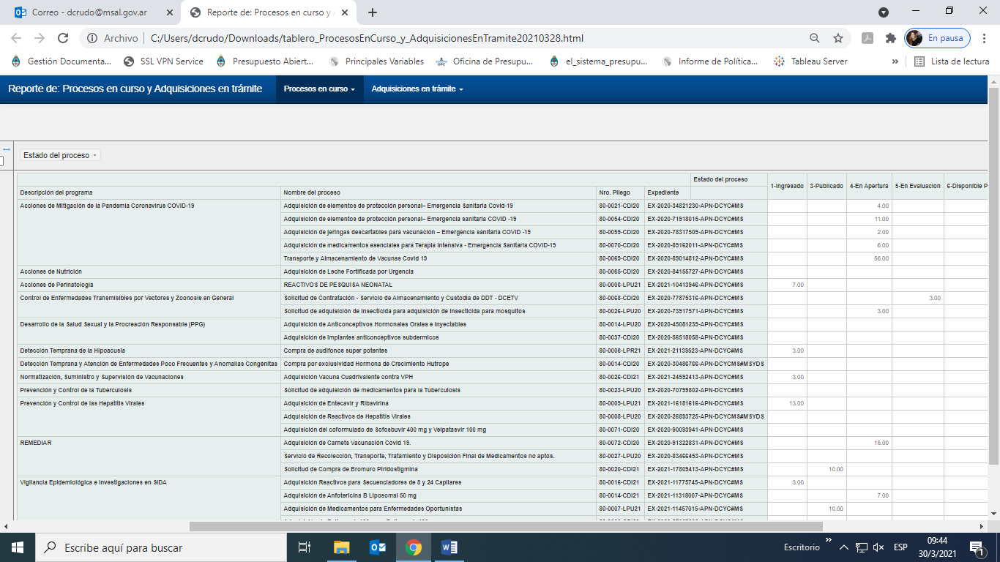 Correo - dcrudo@msal.gov.ar
Reporte de: Procesos en curso y
Archivo C:/Users/dcrudo/Downloads/tablero_ProcesosEnCurso_y_AdquisicionesEnTramite20210328.html
En pausa
Gestión Documenta... SSL VPN Service Presupuesto Abiert... Principales Variables Oficina de Presupu... el_sistema_presupu... Informe de Política... Tableau Server » Lista de lectura
Reporte de: Procesos en curso y Adquisiciones en trámite Procesos en curso Adquisiciones en trámite
Estado del proceso
Estado del proceso 1-Ingresado 3-Publicado 4-En Apertura 5-En Evaluacion 6-Disponible P
Descripción del programa Nombre del proceso Nro. Pliego Expediente
Acciones de Mitigación de la Pandemia Coronavirus COVID-19 Adquisición de elementos de protección personal– Emergencia Sanitaria Covid-19 80-0021-CDI20 EX-2020-34821230-APN-DCYC#MS 4.00
Adquisición de elementos de protección personal– Emergencia sanitaria COVID -19 80-0054-CDI20 EX-2020-71918015-APN-DCYC#MS 11.00
Adquisición de jeringas descartables para vacunación – Emergencia sanitaria COVID -19 80-0059-CDI20 EX-2020-78317509-APN-DCYC#MS 2.00
Adquisición de medicamentos esenciales para Terapia Intensiva - Emergencia Sanitaria COVID-19 80-0070-CDI20 EX-2020-89162011-APN-DCYC#MS 6.00
Transporte y Almacenamiento de Vacunas Covid 19 80-0069-CDI20 EX-2020-89014812-APN-DCYC#MS 56.00
Acciones de Nutrición Adquisición de Leche Fortificada por Urgencia 80-0065-CDI20 EX-2020-84155727-APN-DCYC#MS
Acciones de Perinatología REACTIVOS DE PESQUISA NEONATAL 80-0006-LPU21 EX-2021-10413946-APN-DCYC#MS 7.00
Control de Enfermedades Transmisibles por Vectores y Zoonosis en General Solicitud de Contratación - Servicio de Almacenamiento y Custodia de DDT - DCETV 80-0068-CDI20 EX-2020-77875316-APN-DCYC#MS 3.00
Solicitud de adquisición de insecticida para adquisición de insecticida para mosquitos 80-0026-LPU20 EX-2020-73917571-APN-DCYC#MS 3.00
Desarrollo de la Salud Sexual y la Procreación Responsable (PPG) Adquisición de Anticonceptivos Hormonales Orales e Inyectables 80-0014-LPU20 EX-2020-45081239-APN-DCYC#MS
Adquisición de implantes anticonceptivos subdermicos 80-0037-CDI20 EX-2020-56518058-APN-DCYC#MS
Detección Temprana de la Hipoacusia Compra de audífonos super potentes 80-0006-LPR21 EX-2021-21139523-APN-DCYC#MS 3.00
Detección Temprana y Atención de Enfermedades Poco Frecuentes y Anomalías Congénitas Compra por exclusividad Hormona de Crecimiento Hutrope 80-0014-CDI20 EX-2020-30486766-APN-DCYCMS#MSYDS
Normatización, Suministro y Supervisión de Vacunaciones Adquisición Vacuna Cuadrivalente contra VPH 80-0026-CDI21 EX-2021-24592413-APN-DCYC#MS 3.00
Prevención y Control de la Tuberculosis Solicitud de adquisición de medicamentos para la Tuberculosis 80-0023-LPU20 EX-2020-70799802-APN-DCYC#MS
Prevención y Control de las Hepatitis Virales Adquisición de Entecavir y Ribavirina 80-0009-LPU21 EX-2021-16181616-APN-DCYC#MS 13.00
Adquisición de Reactivos de Hepatitis Virales 80-0008-LPU20 EX-2020-26893725-APN-DCYCMS#MSYDS
Adquisición del coformulado de Sofosbuvir 400 mg y Velpatasvir 100 mg 80-0071-CDI20 EX-2020-90093941-APN-DCYC#MS
REMEDIAR Adquisición de Carnets Vacunación Covid 19. 80-0072-CDI20 EX-2020-91322831-APN-DCYC#MS 18.00
Servicio de Recolección, Transporte, Tratamiento y Disposición Final de Medicamentos no aptos. 80-0027-LPU20 EX-2020-83466453-APN-DCYC#MS
Solicitud de Compra de Bromuro Piridostigmina 80-0020-CDI21 EX-2021-17809413-APN-DCYC#MS 10.00
Vigilancia Epidemiológica e Investigaciones en SIDA Adquisición Reactivos para Secuenciadores de 8 y 24 Capilares 80-0016-CDI21 EX-2021-11775745-APN-DCYC#MS 3.00
Adquisición de Anfotericina B Liposomal 50 mg 80-0014-CDI21 EX-2021-11318007-APN-DCYC#MS 7.00
Adquisición de Medicamentos para Enfermedades Oportunistas 80-0007-LPU21 EX-2021-11457015-APN-DCYC#MS 10.00
Escribe aquí para buscar
Escritorio » ESP 09:44
30/3/2021 1